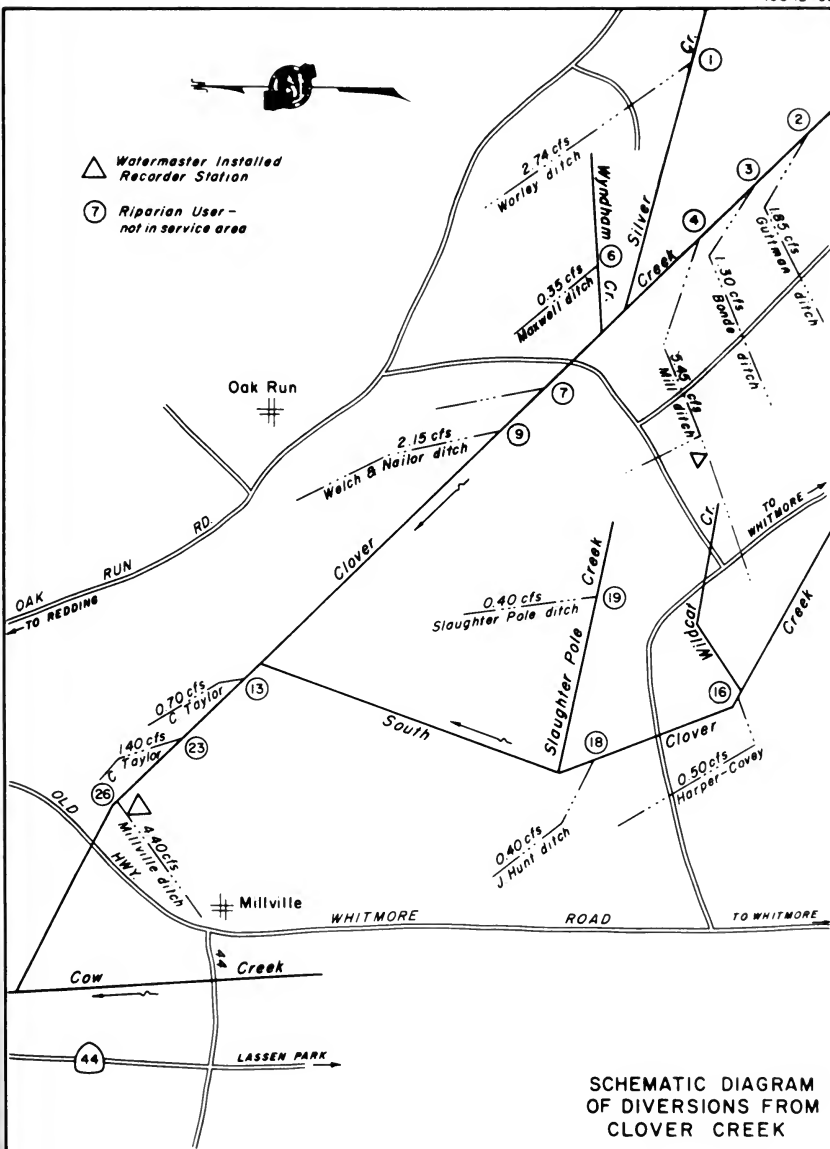 Cr.
1
2
3
4
2.74 cfs
Worley ditch
Watermaster Installed
Recorder Station
7
Riparian User –
not in service area
Wyndham
Cr.
Silver
Creek
6
0.35 cfs
Maxwell ditch
1.85 cfs
Guttman ditch
1.30 cfs
Bonde ditch
5.45 cfs
Mill ditch
Oak Run
7
9
2.15 cfs
Welch & Nailor ditch
TO
WHITMORE
Cr.
Wildcat
Creek
OAK RUN RD.
TO REDDING
Clover
Creek
Slaughter Pole
0.40 cfs
Slaughter Pole ditch
19
16
13
0.70 cfs
C Taylor
South
18
Clover
23
1.40 cfs
C Taylor
0.50 cfs
Harper-Covey
26
OLD
HWY.
4.40 cfs
Millville ditch
0.40 cfs
J. Hunt ditch
Millville
WHITMORE ROAD
TO WHITMORE
44
Cow Creek
44
LASSEN PARK
SCHEMATIC DIAGRAM
OF DIVERSIONS FROM
CLOVER CREEK